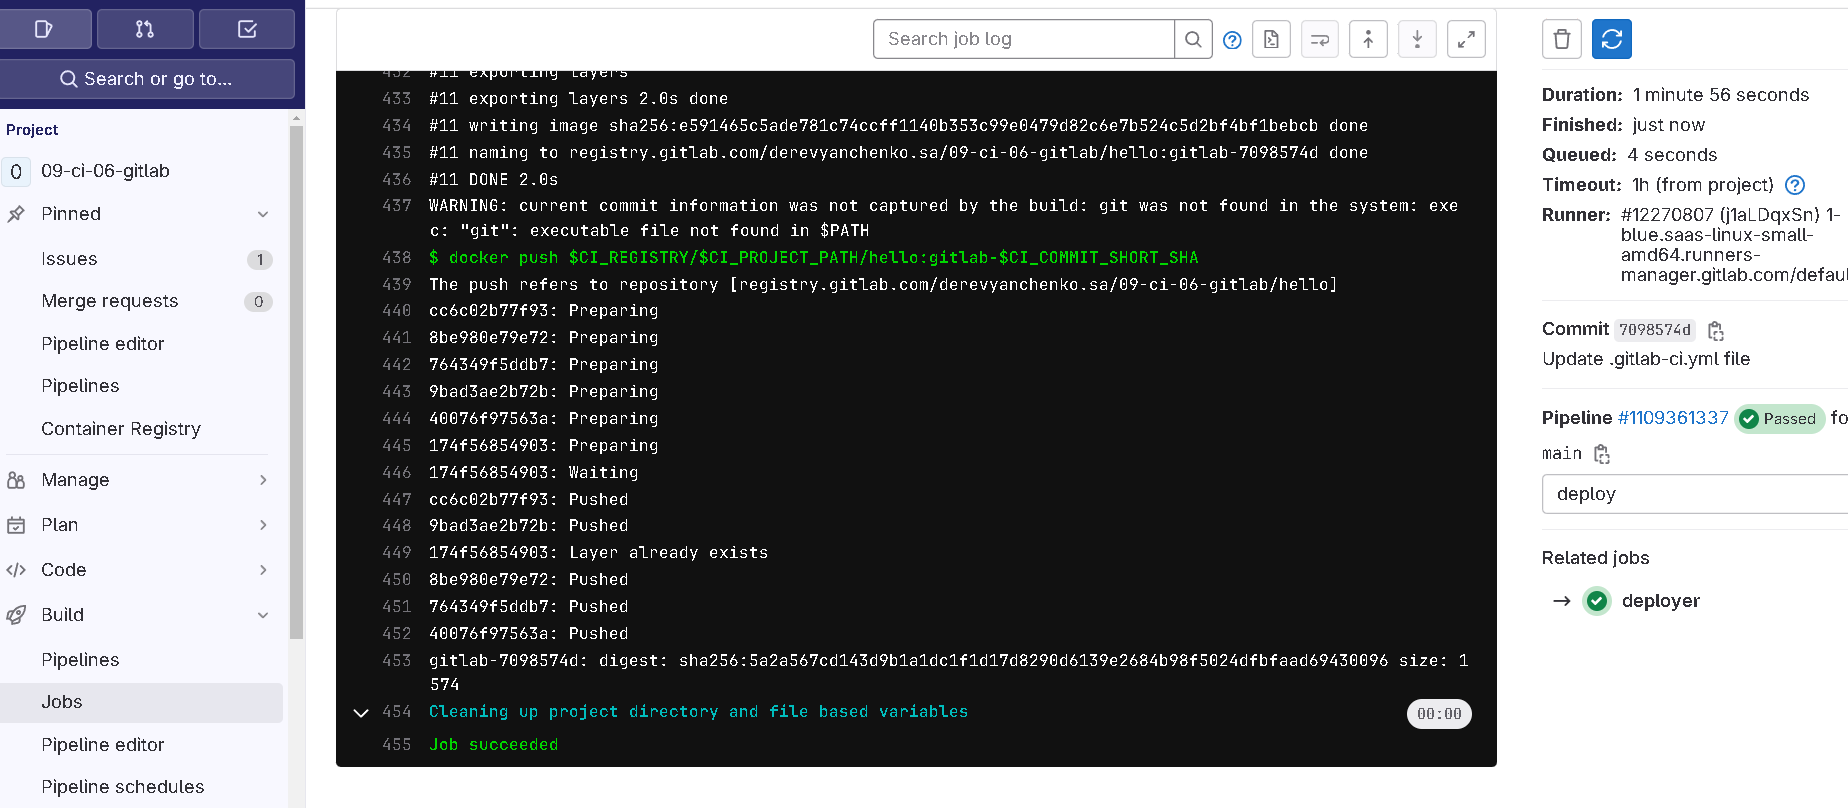 Search or go to...
Project
0 09-ci-06-gitlab
Pinned
Issues 1
Merge requests 0
Pipeline editor
Pipelines
Container Registry
Manage
Plan
Code
Build
Pipelines
Jobs
Pipeline editor
Pipeline schedules
Search job log
432 #11 exporting layers
433 #11 exporting layers 2.0s done
434 #11 writing image sha256:e591465c5ade781c74ccff1140b353c99e0479d82c6e7b524c5d2bf4bf1bebcb done
435 #11 naming to registry.gitlab.com/derevyanchenko.sa/09-ci-06-gitlab/hello:gitlab-7098574d done
436 #11 DONE 2.0s
437 WARNING: current commit information was not captured by the build: git was not found in the system: exe
c: "git": executable file not found in $PATH
438 $ docker push $CI_REGISTRY/$CI_PROJECT_PATH/hello:gitlab-$CI_COMMIT_SHORT_SHA
439 The push refers to repository [registry.gitlab.com/derevyanchenko.sa/09-ci-06-gitlab/hello]
440 cc6c02b77f93: Preparing
441 8be980e79e72: Preparing
442 764349f5ddb7: Preparing
443 9bad3ae2b72b: Preparing
444 40076f97563a: Preparing
445 174f56854903: Preparing
446 174f56854903: Waiting
447 cc6c02b77f93: Pushed
448 9bad3ae2b72b: Pushed
449 174f56854903: Layer already exists
450 8be980e79e72: Pushed
451 764349f5ddb7: Pushed
452 40076f97563a: Pushed
453 gitlab-7098574d: digest: sha256:5a2a567cd143d9b1a1dc1f1d17d8290d6139e2684b98f5024dfbfaad69430096 size: 1
574
454 Cleaning up project directory and file based variables 00:00
455 Job succeeded
Duration: 1 minute 56 seconds
Finished: just now
Queued: 4 seconds
Timeout: 1h (from project)
Runner: #12270807 (j1aLDqxSn) 1-
blue.saas-linux-small-
amd64.runners-
manager.gitlab.com/defau
Commit 7098574d
Update .gitlab-ci.yml file
Pipeline #1109361337 Passed fo
main
deploy
Related jobs
→ deployer